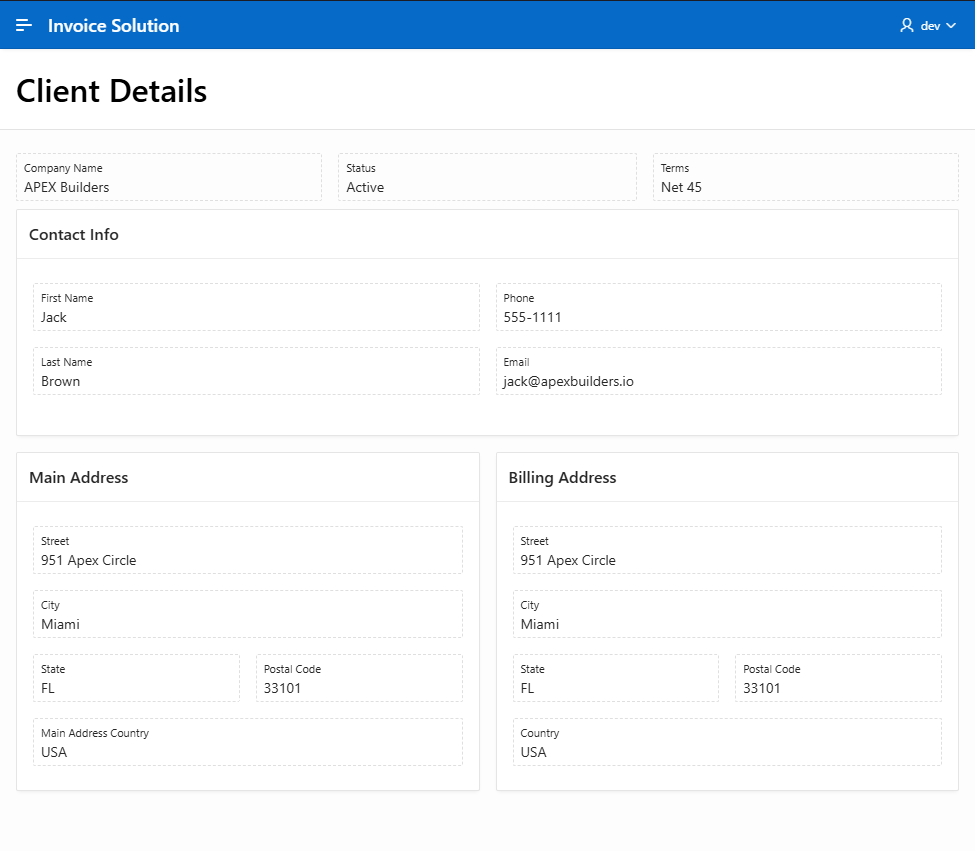 Invoice Solution
dev
Client Details
Company Name
APEX Builders
Status
Active
Terms
Net 45
Contact Info
First Name
Jack
Phone
555-1111
Last Name
Brown
Email
jack@apexbuilders.io
Main Address
Street
951 Apex Circle
City
Miami
State
FL
Postal Code
33101
Main Address Country
USA
Billing Address
Street
951 Apex Circle
City
Miami
State
FL
Postal Code
33101
Country
USA